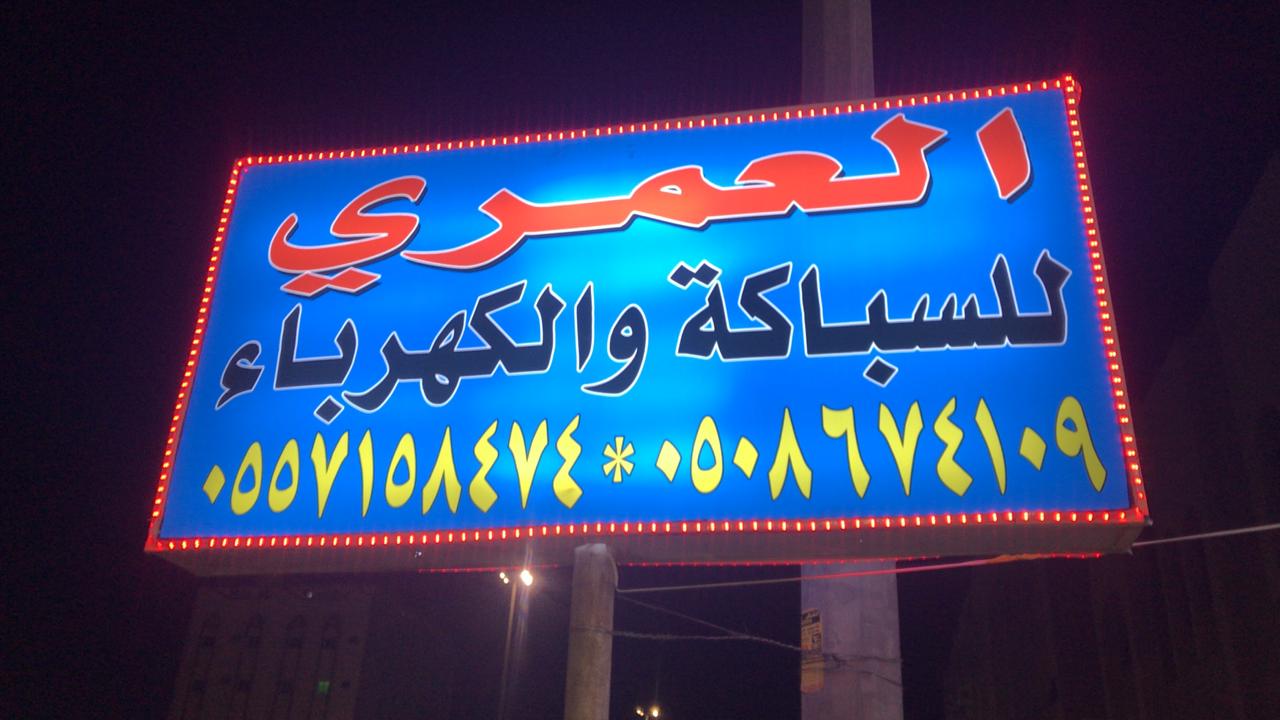 العمري
للسباكة والكهرباء
٠٥٥٧١٥٨٤٧٤ * ٠٥٠٨٦٧٤١٠٩